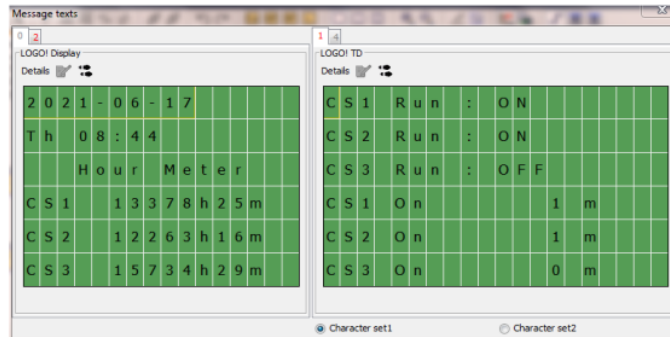 Message texts
0 2
LOGO! Display
Details
2021-06-17
Th 08:44
Hour Meter
CS1 13378h25m
CS2 12263h16m
CS3 15734h29m
1 4
LOGO! TD
Details
CS1 Run : ON
CS2 Run : ON
CS3 Run : OFF
CS1 On 1 m
CS2 On 1 m
CS3 On 0 m
Character set1
Character set2